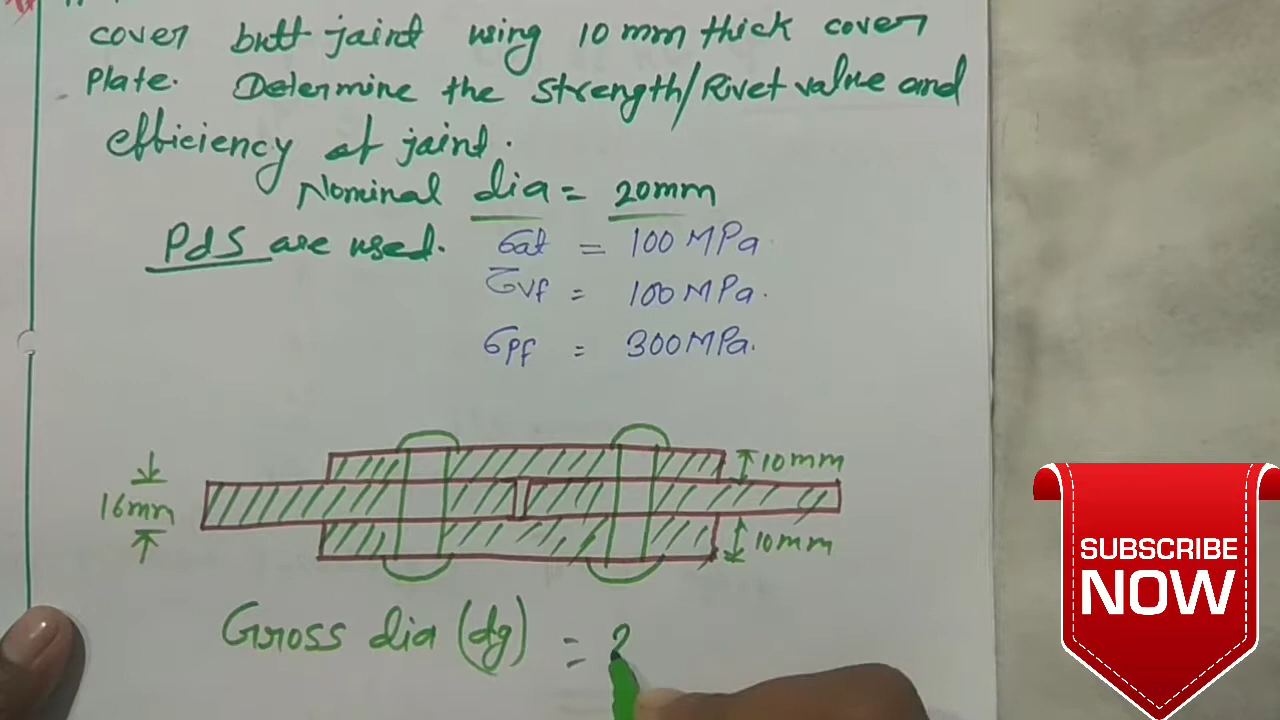 cover butt jaint using 10 mm thick cover
Plate. Determine the strength/Rivet value and
efficiency of jaint.
Nominal dia = 20mm
PdS are used. σat = 100 MPa
τvf = 100 MPa.
σpf = 300 MPa.
10mm
16mm
10mm
Gross dia (dg) = 2
SUBSCRIBE
NOW